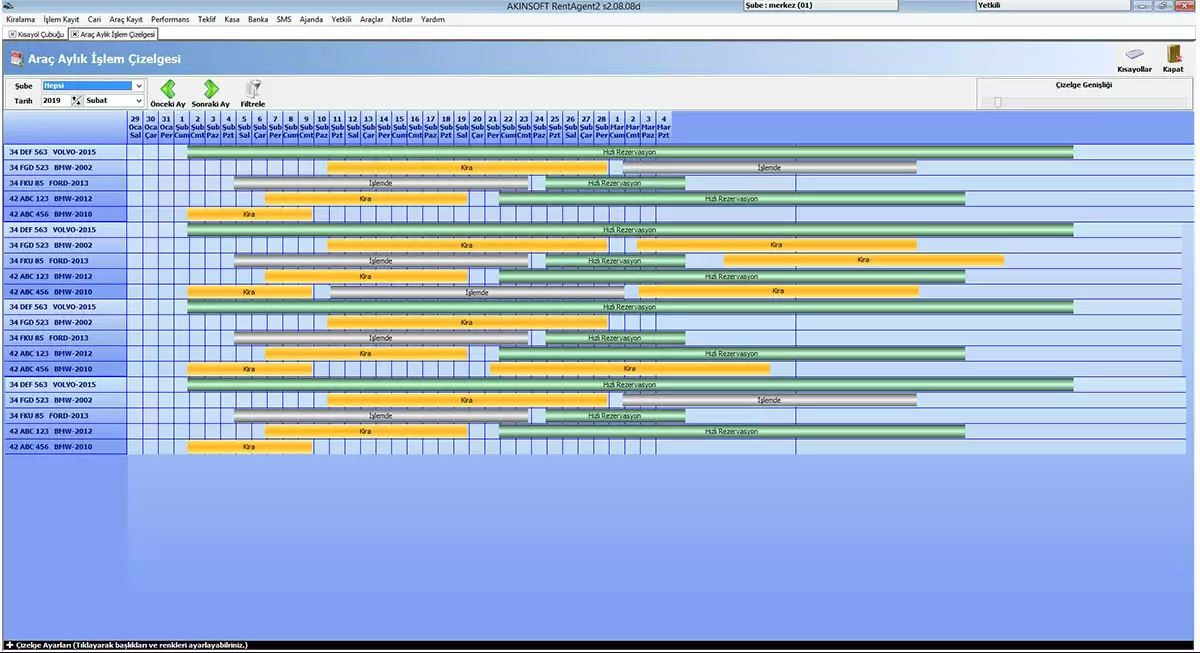 AKINSOFT RentAgent2 s2.08.08d
Şube : merkez (01)
Yetkili
Kiralama İşlem Kayıt Cari Araç Kayıt Performans Teklif Kasa Banka SMS Ajanda Yetkili Araçlar Notlar Yardım
Kısayol Çubuğu Araç Aylık İşlem Çizelgesi
Araç Aylık İşlem Çizelgesi
Kısayollar Kapat
Şube Hepsi
Tarih 2019 Şubat
Önceki Ay Sonraki Ay Filtrele
Çizelge Genişliği
29 30 31 1 2 3 4 5 6 7 8 9 10 11 12 13 14 15 16 17 18 19 20 21 22 23 24 25 26 27 28 1 2 3 4
Oca Oca Oca Şub Şub Şub Şub Şub Şub Şub Şub Şub Şub Şub Şub Şub Şub Şub Şub Şub Şub Şub Şub Şub Şub Şub Şub Şub Şub Şub Şub Mar Mar Mar Mar
Sal Çar Per Cum Cmt Paz Pzt Sal Çar Per Cum Cmt Paz Pzt Sal Çar Per Cum Cmt Paz Pzt Sal Çar Per Cum Cmt Paz Pzt Sal Çar Per Cum Cmt Paz Pzt
34 DEF 563 VOLVO-2015 Hızlı Rezervasyon
34 FGD 523 BMW-2002 Kira İşlemde
34 FKU 85 FORD-2013 İşlemde Hızlı Rezervasyon
42 ABC 123 BMW-2012 Kira Hızlı Rezervasyon
42 ABC 456 BMW-2010 Kira
34 DEF 563 VOLVO-2015 Hızlı Rezervasyon
34 FGD 523 BMW-2002 Kira Kira
34 FKU 85 FORD-2013 İşlemde Hızlı Rezervasyon Kira
42 ABC 123 BMW-2012 Kira Hızlı Rezervasyon
42 ABC 456 BMW-2010 Kira İşlemde Kira
34 DEF 563 VOLVO-2015 Hızlı Rezervasyon
34 FGD 523 BMW-2002 Kira
34 FKU 85 FORD-2013 İşlemde Hızlı Rezervasyon
42 ABC 123 BMW-2012 Kira Hızlı Rezervasyon
42 ABC 456 BMW-2010 Kira Kira
34 DEF 563 VOLVO-2015 Hızlı Rezervasyon
34 FGD 523 BMW-2002 Kira İşlemde
34 FKU 85 FORD-2013 İşlemde Hızlı Rezervasyon
42 ABC 123 BMW-2012 Kira Hızlı Rezervasyon
42 ABC 456 BMW-2010 Kira
+ Çizelge Ayarları (Tıklayarak başlıkları ve renkleri ayarlayabiliriniz.)